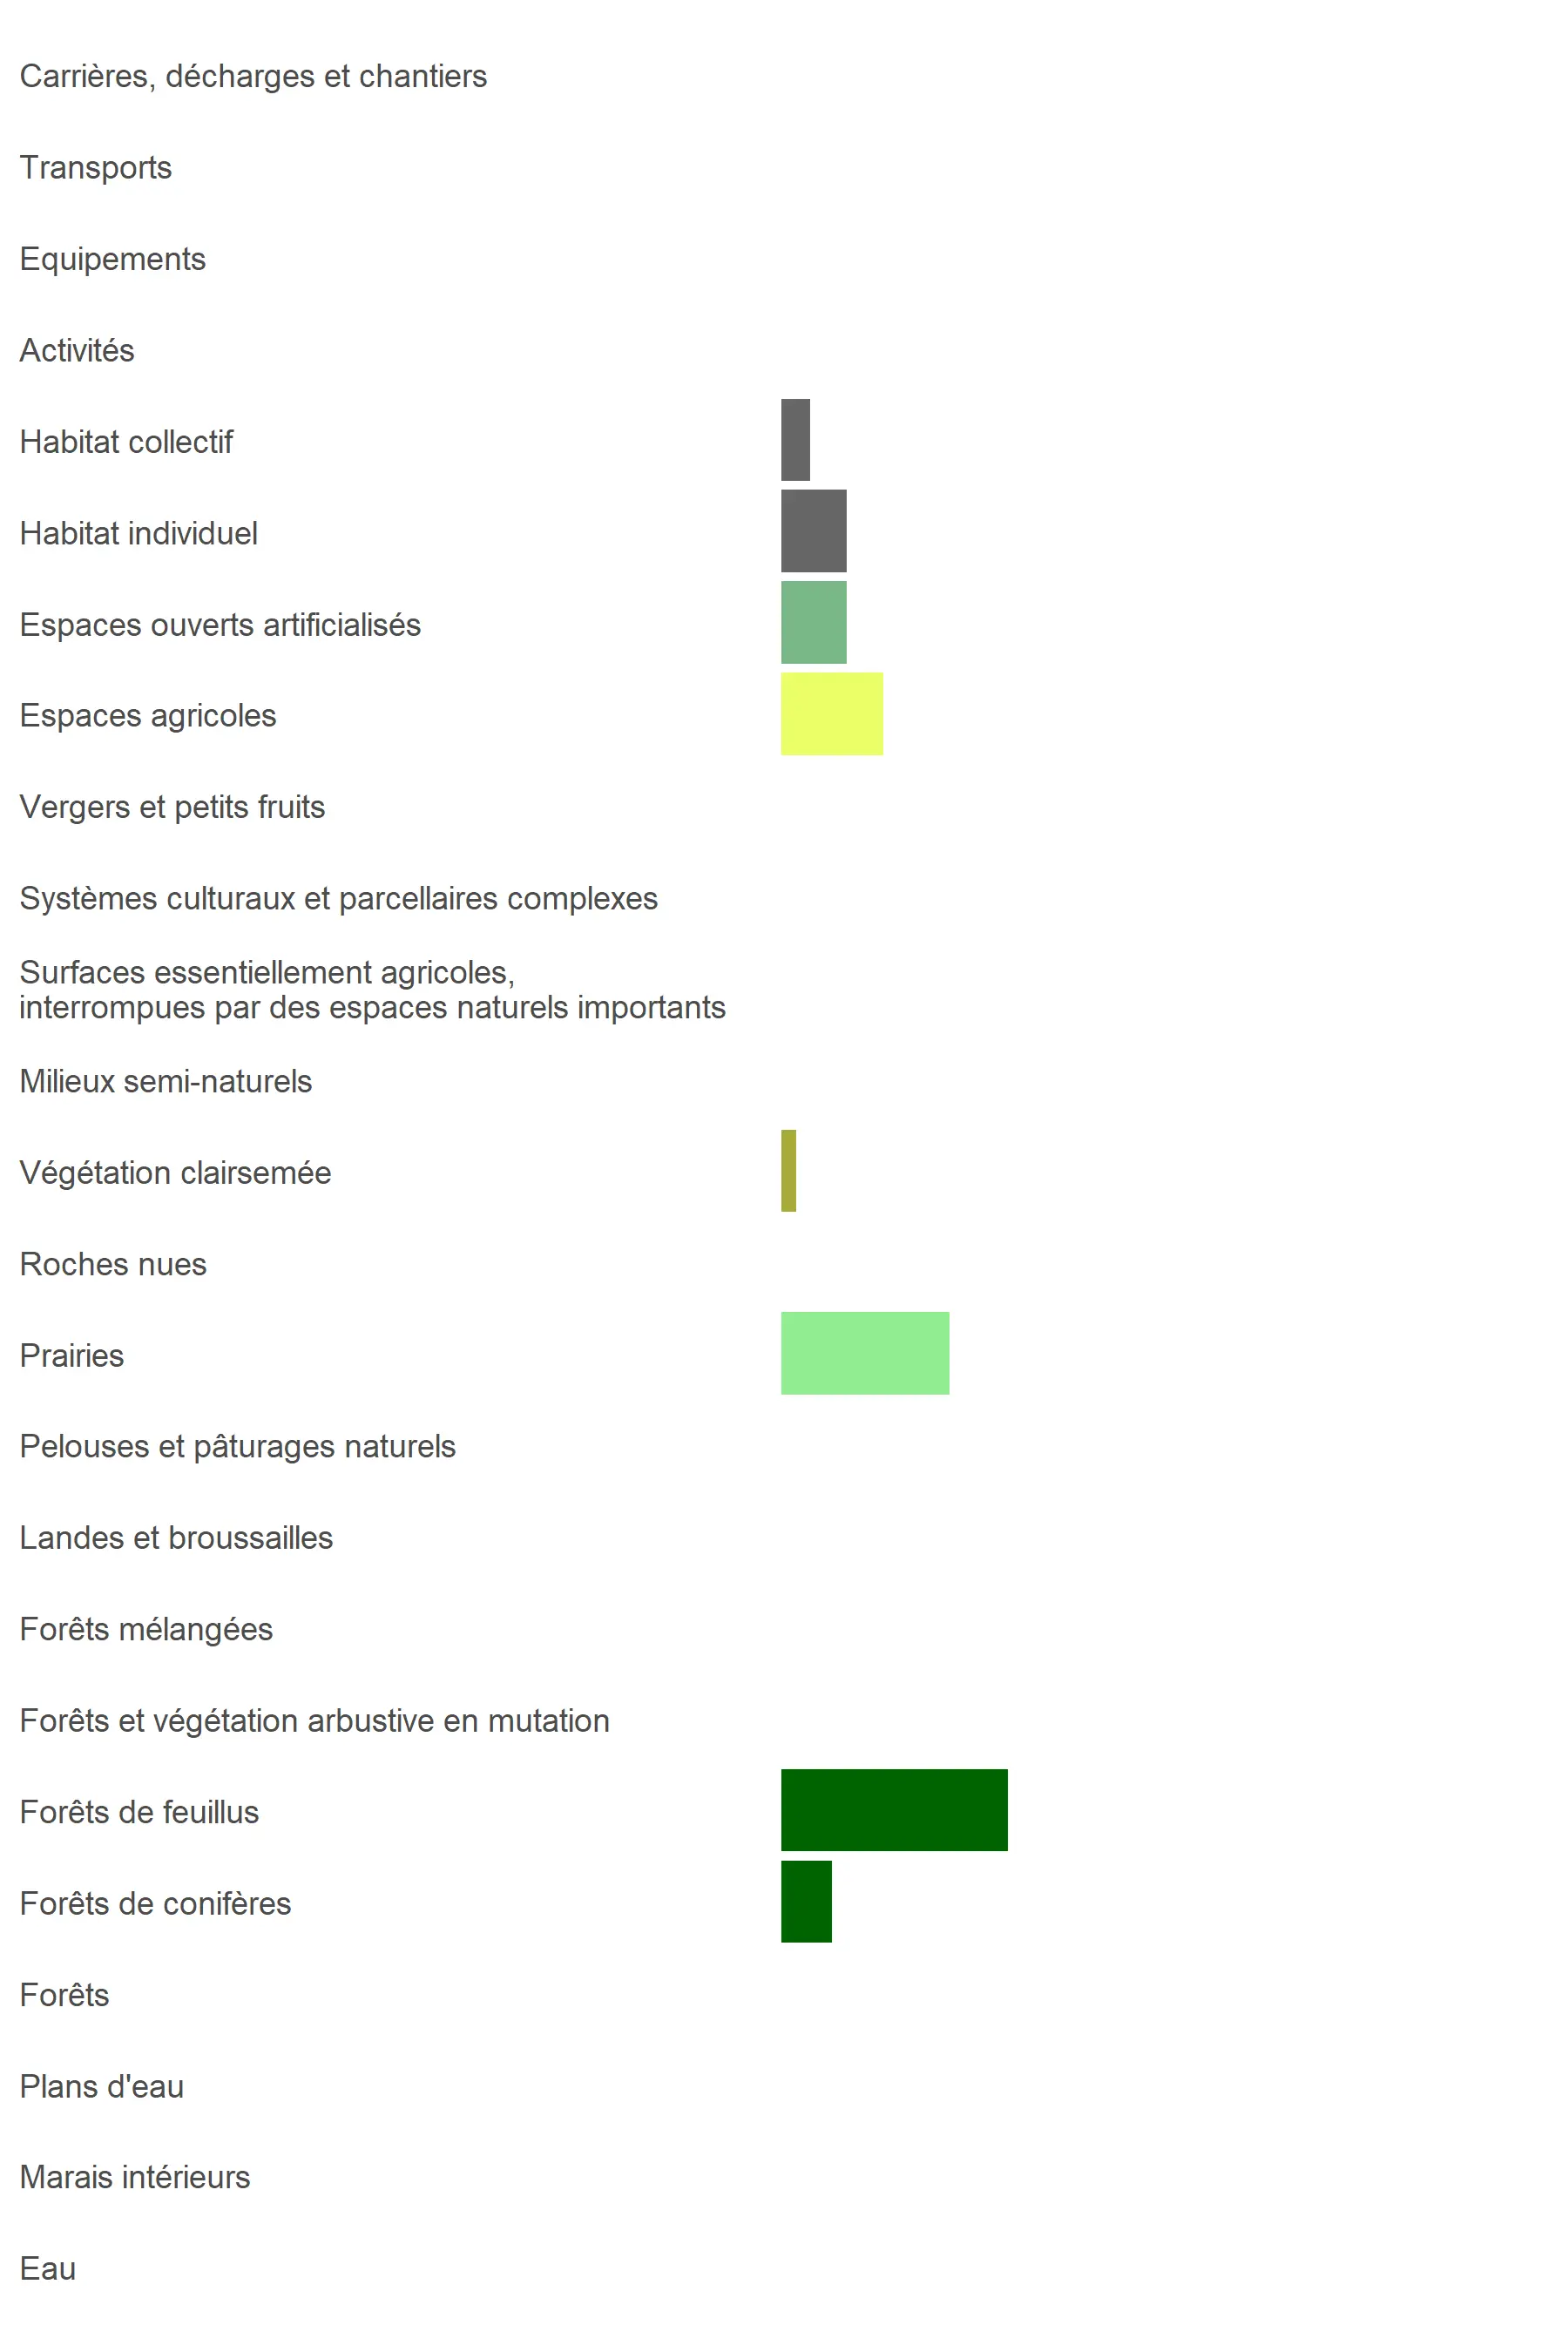 Carrières, décharges et chantiers
Transports
Equipements
Activités
Habitat collectif
Habitat individuel
Espaces ouverts artificialisés
Espaces agricoles
Vergers et petits fruits
Systèmes culturaux et parcellaires complexes
Surfaces essentiellement agricoles,
interrompues par des espaces naturels importants
Milieux semi-naturels
Végétation clairsemée
Roches nues
Prairies
Pelouses et pâturages naturels
Landes et broussailles
Forêts mélangées
Forêts et végétation arbustive en mutation
Forêts de feuillus
Forêts de conifères
Forêts
Plans d'eau
Marais intérieurs
Eau